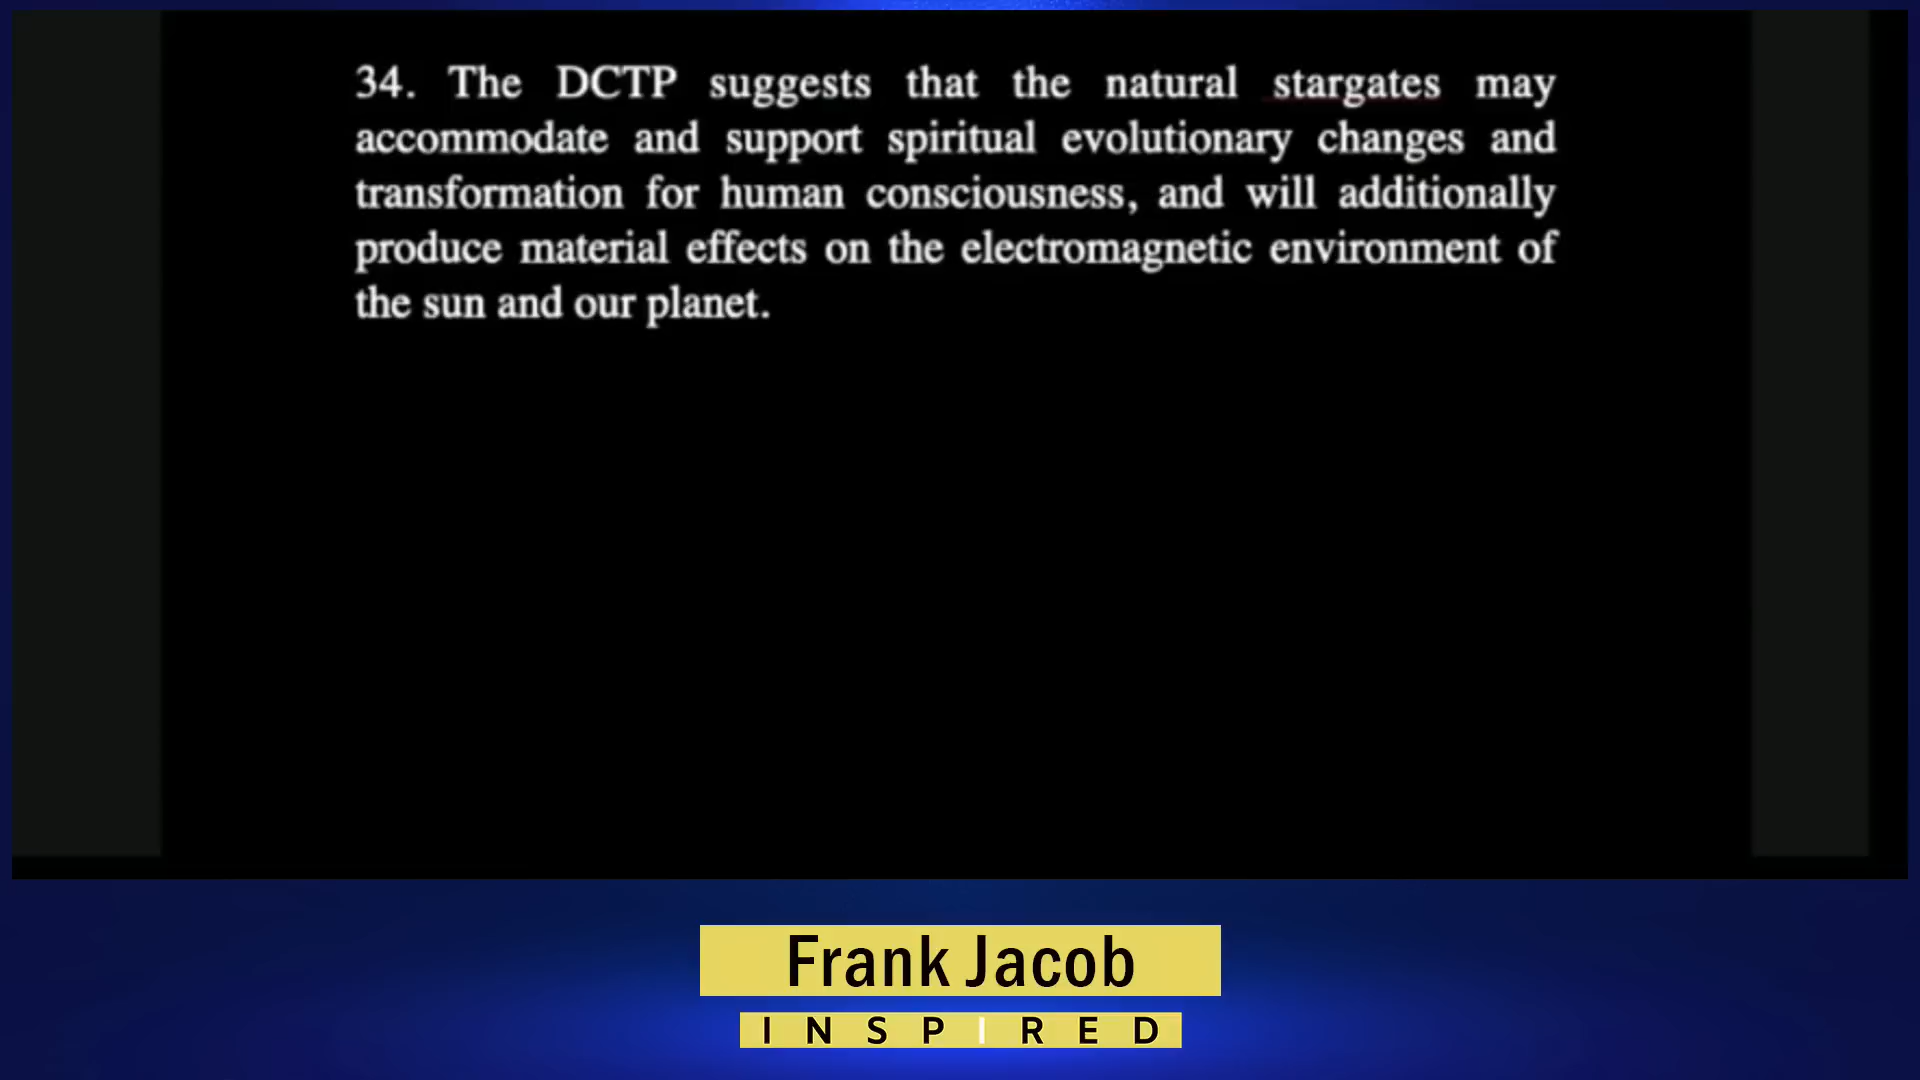 34. The DCTP suggests that the natural stargates may
accommodate and support spiritual evolutionary changes and
transformation for human consciousness, and will additionally
produce material effects on the electromagnetic environment of
the sun and our planet.
Frank Jacob
INSPIRED